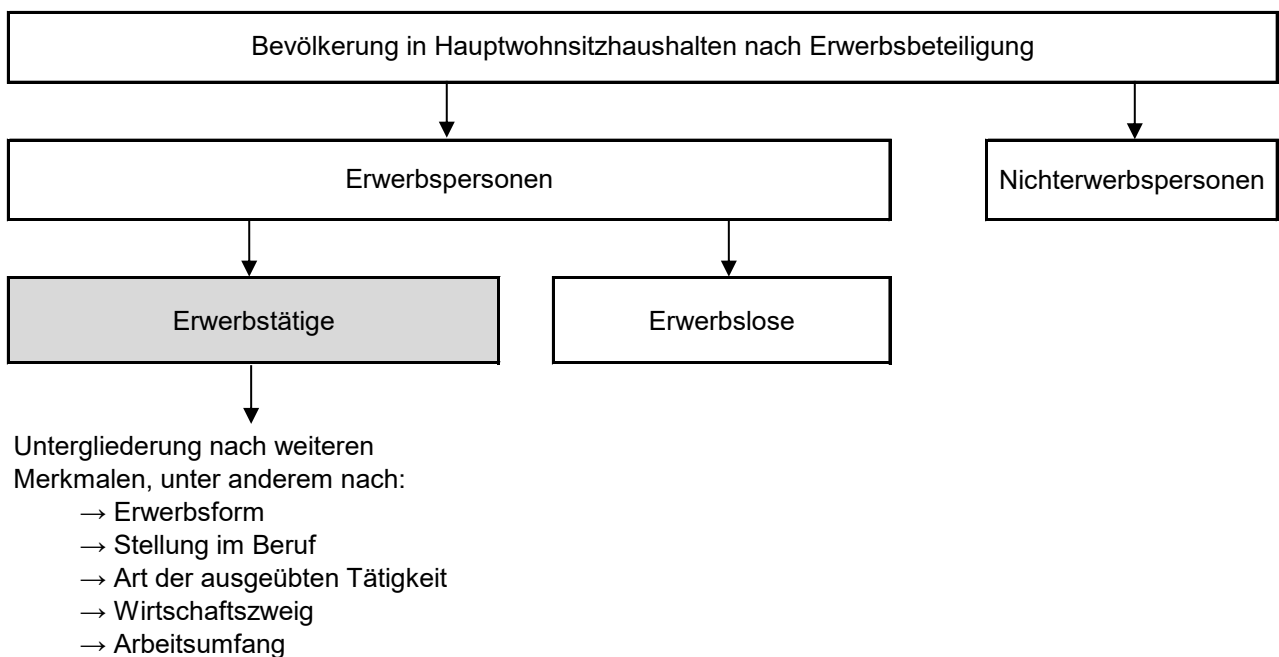 Bevölkerung in Hauptwohnsitzhaushalten nach Erwerbsbeteiligung
Erwerbspersonen
Nichterwerbspersonen
Erwerbstätige
Erwerbslose
Untergliederung nach weiteren
Merkmalen, unter anderem nach:
→ Erwerbsform
→ Stellung im Beruf
→ Art der ausgeübten Tätigkeit
→ Wirtschaftszweig
→ Arbeitsumfang